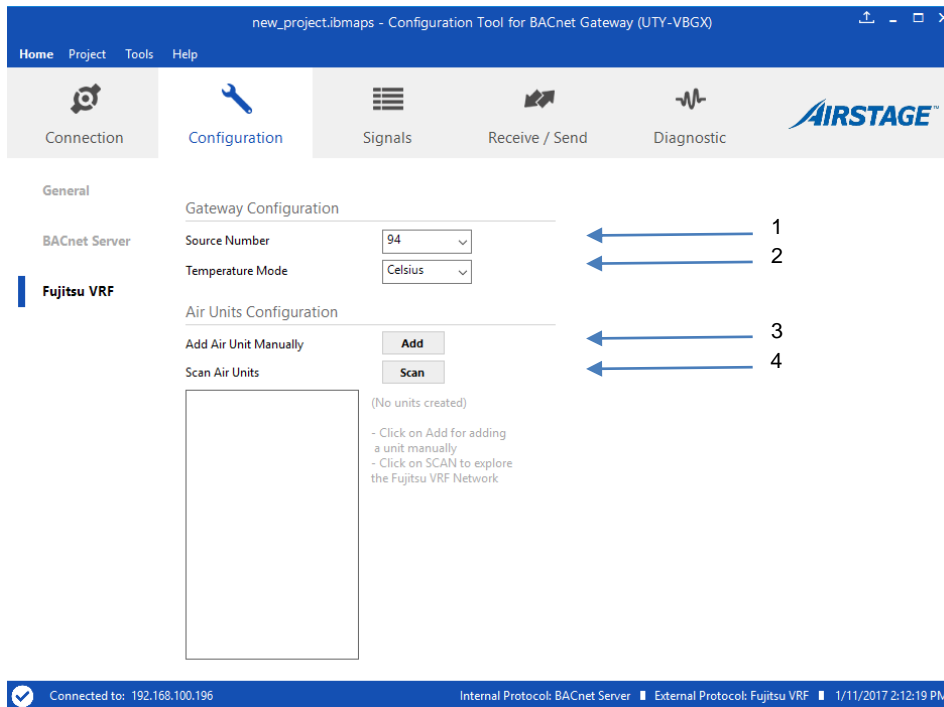 new_project.ibmaps - Configuration Tool for BACnet Gateway (UTY-VBGX)
Home Project Tools Help
Connection Configuration Signals Receive / Send Diagnostic AIRSTAGE™
General
Gateway Configuration
BACnet Server Source Number 94 1
Temperature Mode Celsius 2
Fujitsu VRF
Air Units Configuration
Add Air Unit Manually Add 3
Scan Air Units Scan 4
(No units created)
- Click on Add for adding
a unit manually
- Click on SCAN to explore
the Fujitsu VRF Network
Connected to: 192.168.100.196 Internal Protocol: BACnet Server External Protocol: Fujitsu VRF 1/11/2017 2:12:19 PM